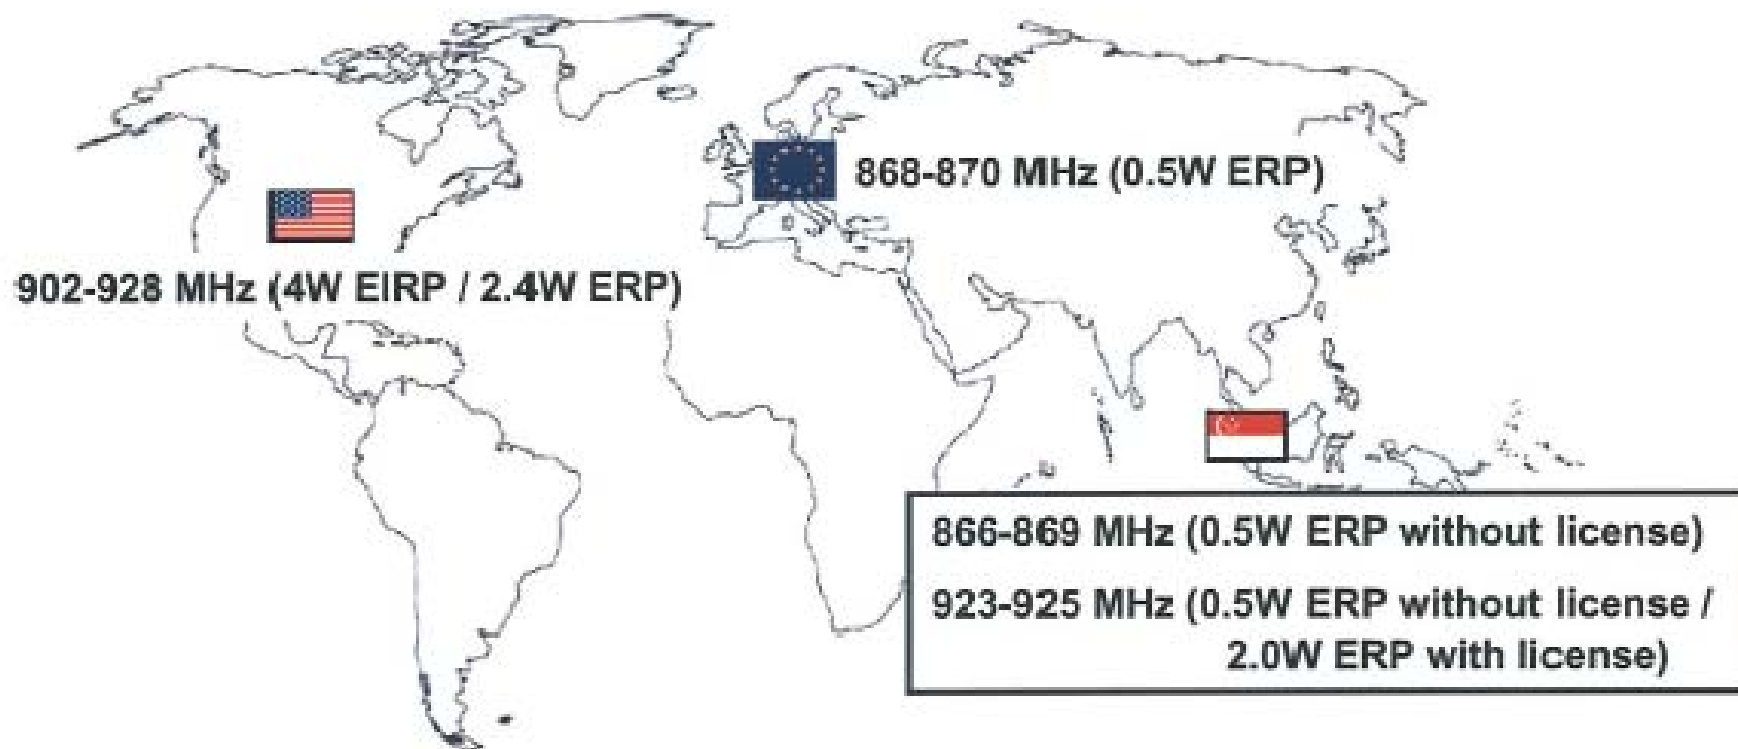 868-870 MHz (0.5W ERP)
902-928 MHz (4W EIRP / 2.4W ERP)
866-869 MHz (0.5W ERP without license)
923-925 MHz (0.5W ERP without license /
2.0W ERP with license)